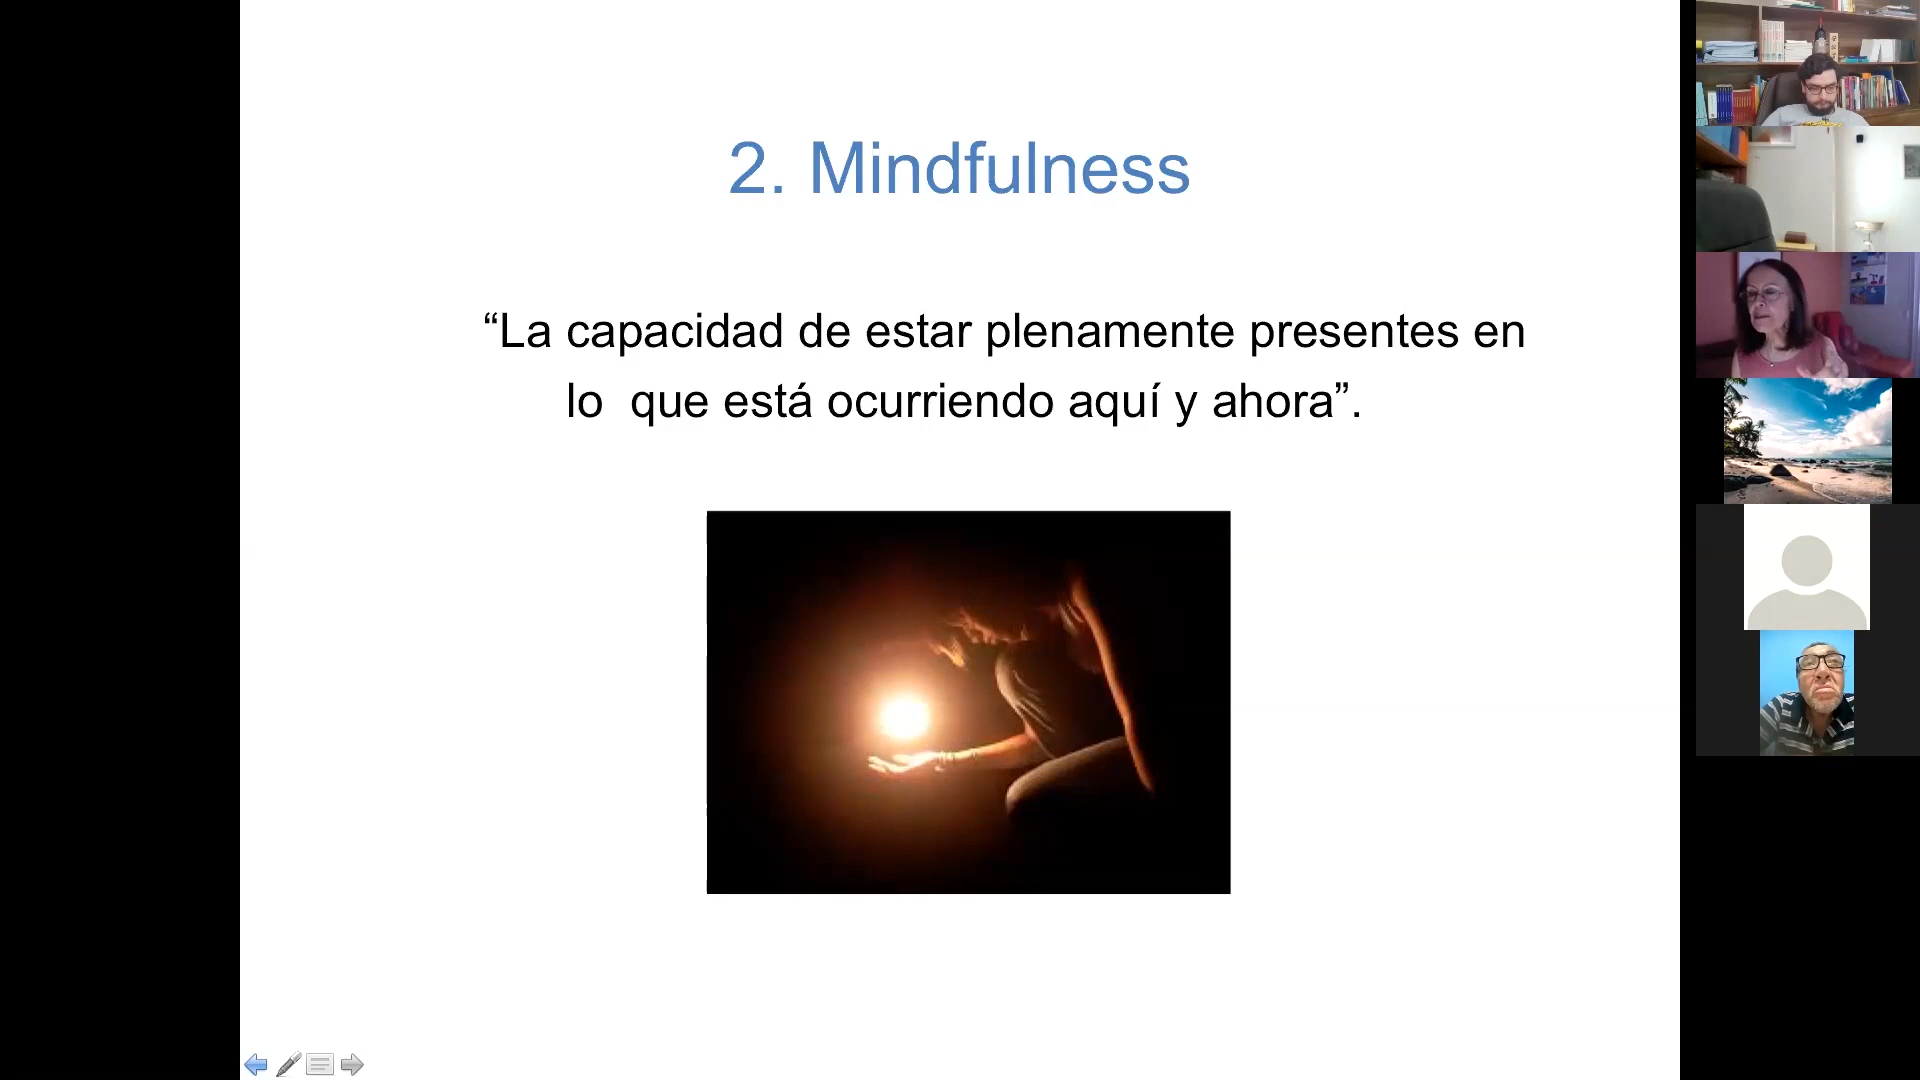 2. Mindfulness
“La capacidad de estar plenamente presentes en
lo que está ocurriendo aquí y ahora”.